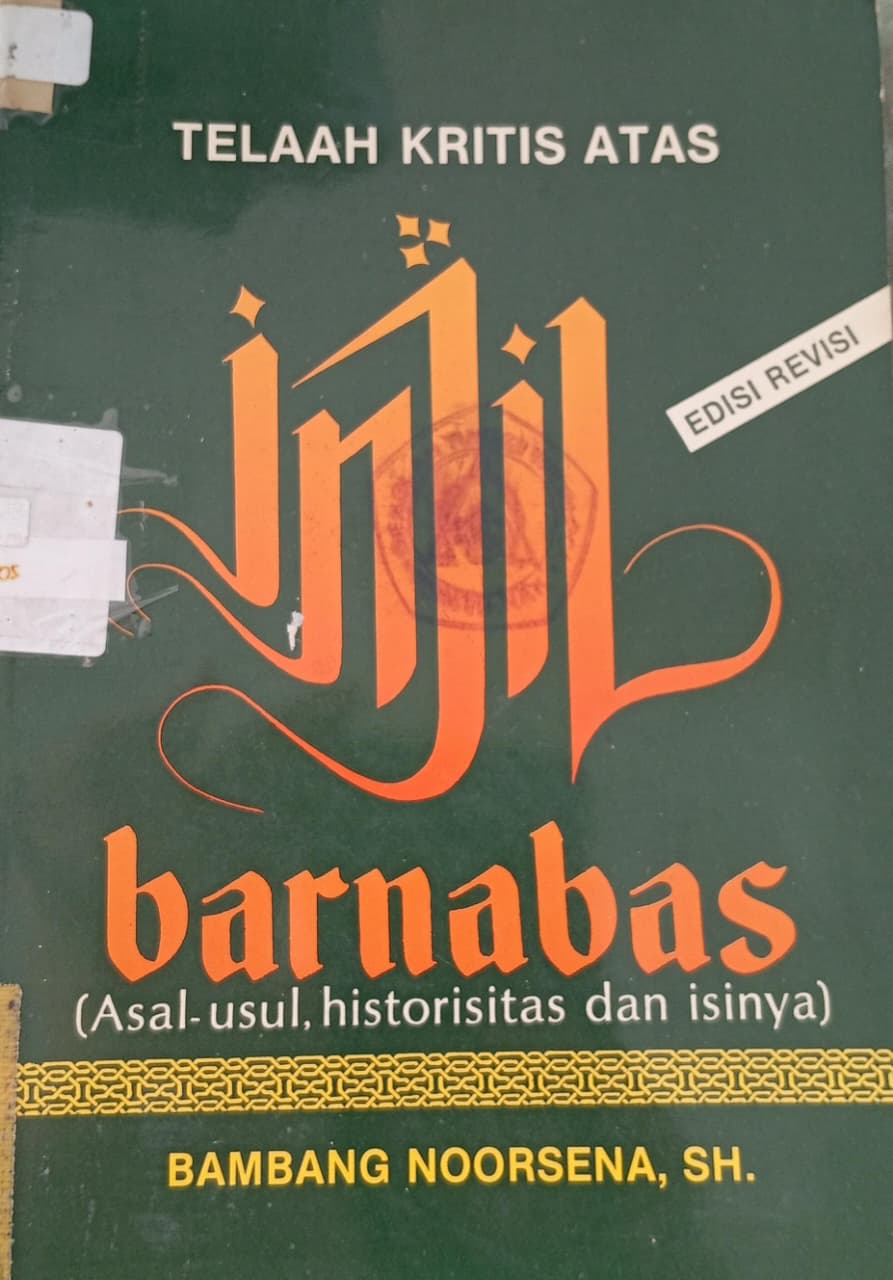 TELAAH KRITIS ATAS
injil
EDISI REVISI
barnabas
(Asal-usul, historisitas dan isinya)
BAMBANG NOORSENA, SH.